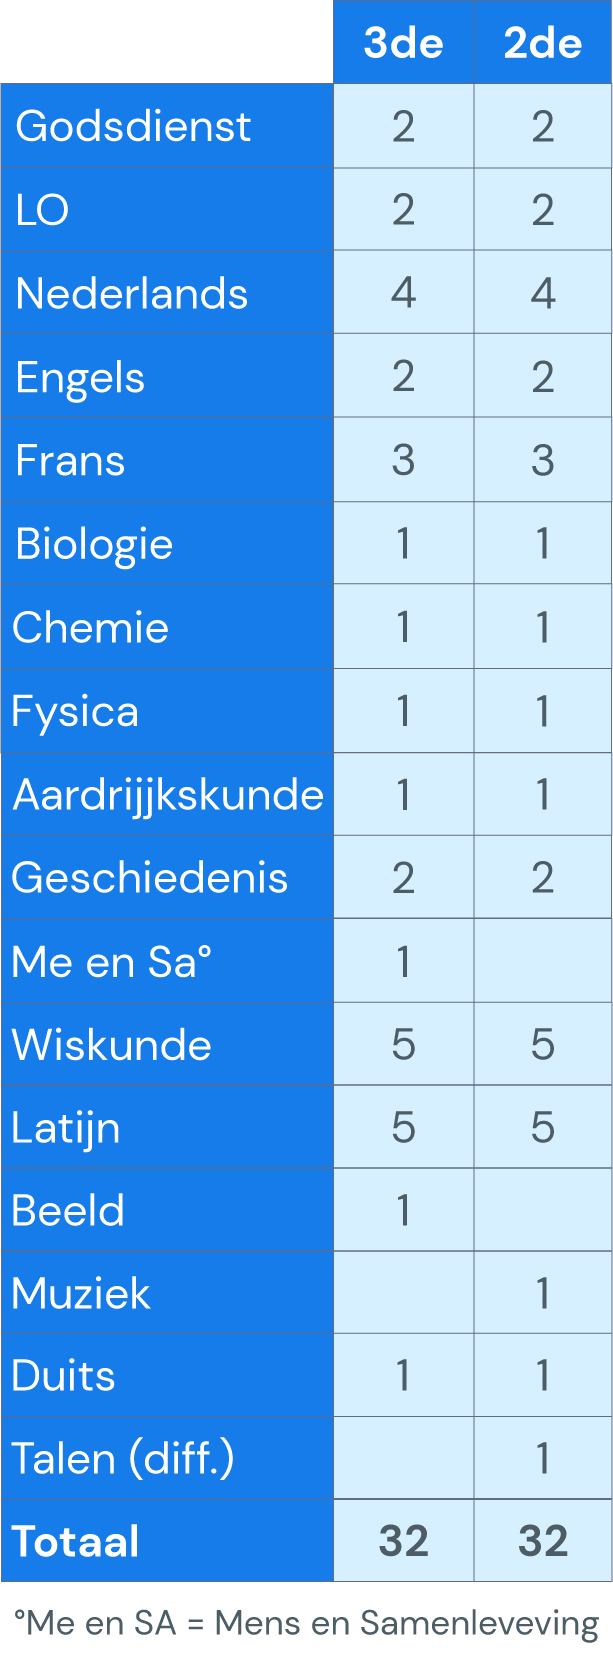 3de 2de
Godsdienst 2 2
LO 2 2
Nederlands 4 4
Engels 2 2
Frans 3 3
Biologie 1 1
Chemie 1 1
Fysica 1 1
Aardrijjkskunde 1 1
Geschiedenis 2 2
Me en Sa° 1
Wiskunde 5 5
Latijn 5 5
Beeld 1
Muziek 1
Duits 1 1
Talen (diff.) 1
Totaal 32 32
°Me en SA = Mens en Samenleveving